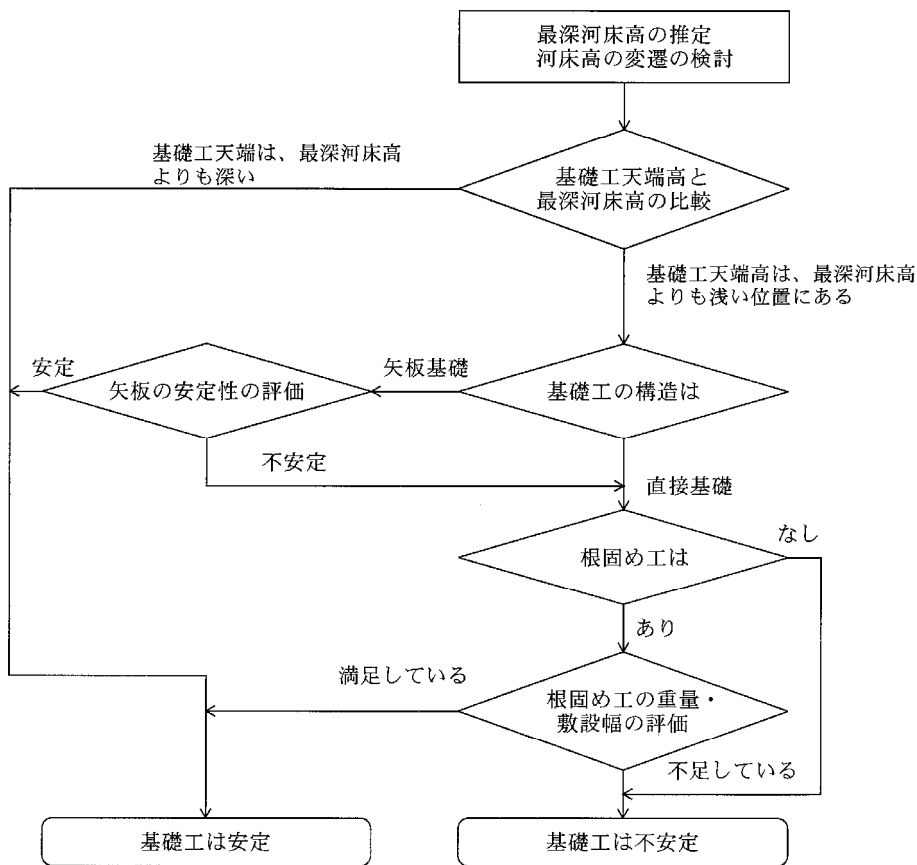 最深河床高の推定
河床高の変遷の検討
基礎工天端は、最深河床高
よりも深い
基礎工天端高と
最深河床高の比較
基礎工天端高は、最深河床高
よりも浅い位置にある
安定
矢板の安定性の評価
矢板基礎
基礎工の構造は
不安定
直接基礎
なし
根固め工は
あり
満足している
根固め工の重量・
敷設幅の評価
不足している
基礎工は安定
基礎工は不安定